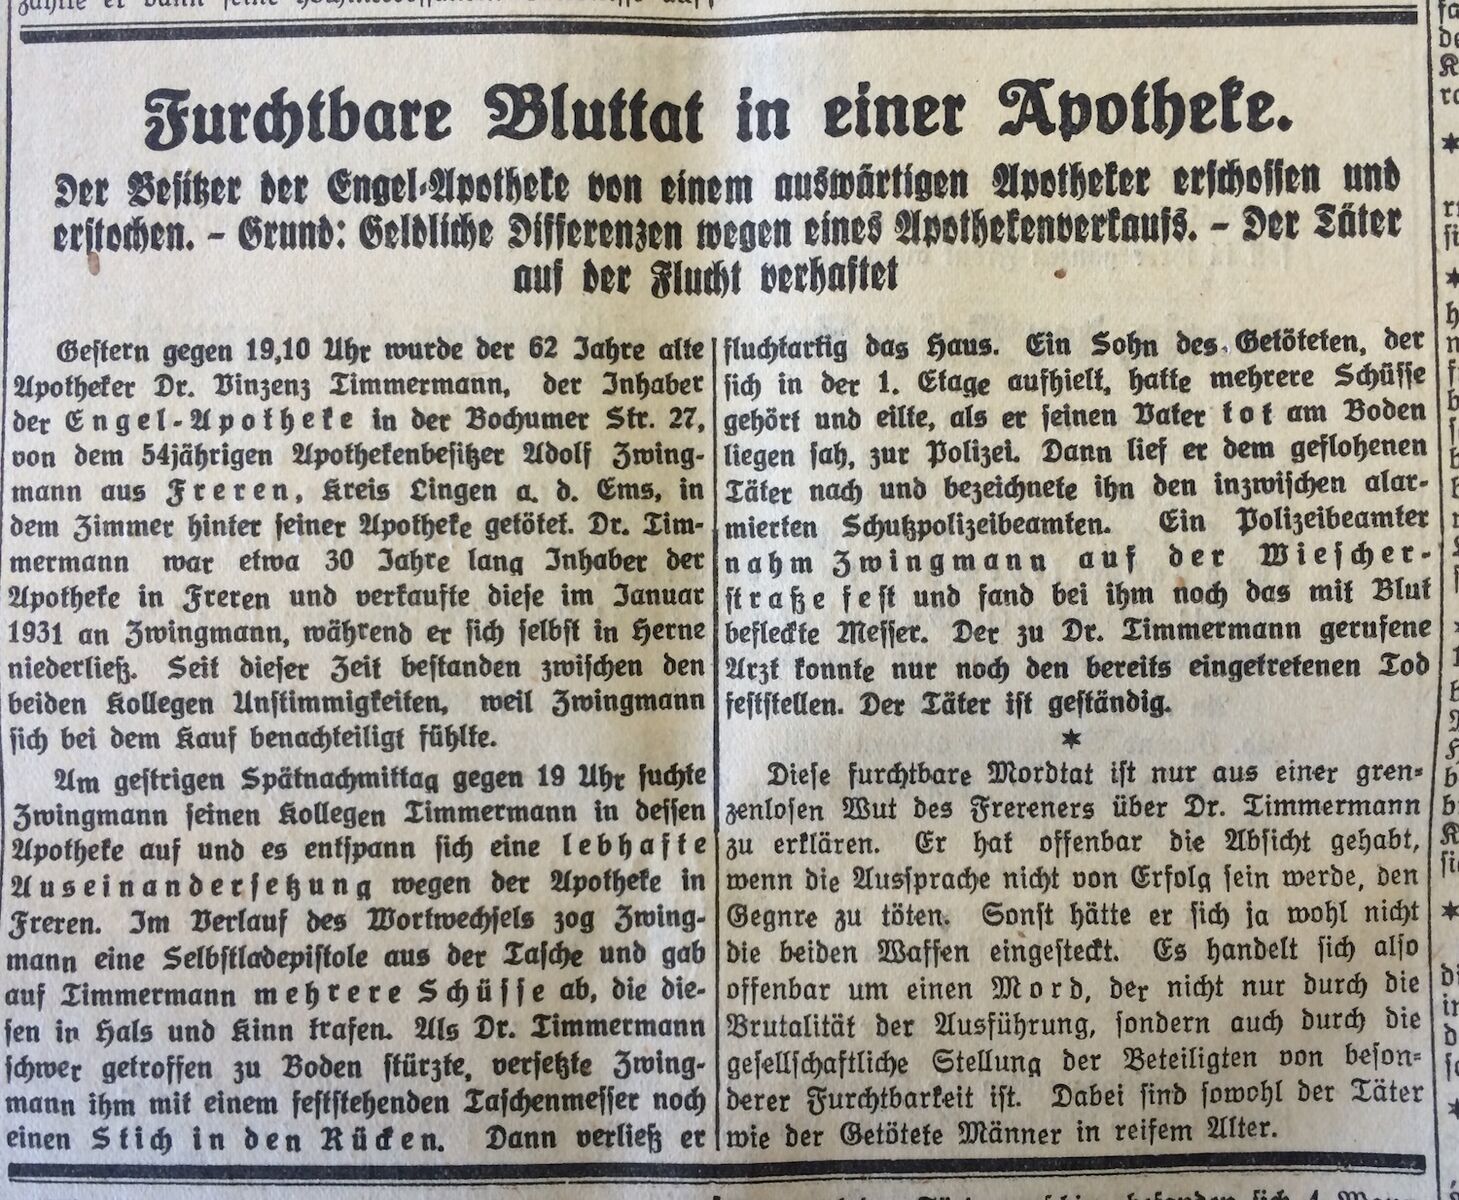 Furchtbare Bluttat in einer Apotheke.
Der Besitzer der Engel-Apotheke von einem auswärtigen Apotheker erschossen und
erstochen. – Grund: Geldliche Differenzen wegen eines Apothekenverkaufs. – Der Täter
auf der Flucht verhaftet
Gestern gegen 19,10 Uhr wurde der 62 Jahre alte
Apotheker Dr. Vinzenz Timmermann, der Inhaber
der Engel-Apotheke in der Bochumer Str. 27,
von dem 54jährigen Apothekenbesitzer Adolf Zwing-
mann aus Freren, Kreis Lingen a. d. Ems, in
dem Zimmer hinter seiner Apotheke getötet. Dr. Tim-
mermann war etwa 30 Jahre lang Inhaber der
Apotheke in Freren und verkaufte diese im Januar
1931 an Zwingmann, während er sich selbst in Herne
niederließ. Seit dieser Zeit bestanden zwischen den
beiden Kollegen Unstimmigkeiten, weil Zwingmann
sich bei dem Kauf benachteiligt fühlte.
Am gestrigen Spätnachmittag gegen 19 Uhr suchte
Zwingmann seinen Kollegen Timmermann in dessen
Apotheke auf und es entspann sich eine lebhafte
Auseinandersetzung wegen der Apotheke in
Freren. Im Verlauf des Wortwechsels zog Zwing-
mann eine Selbstladepistole aus der Tasche und gab
auf Timmermann mehrere Schüsse ab, die die-
sen in Hals und Kinn trafen. Als Dr. Timmermann
schwer getroffen zu Boden stürzte, versetzte Zwing-
mann ihm mit einem feststehenden Taschenmesser noch
einen Stich in den Rücken. Dann verließ er
fluchtartig das Haus. Ein Sohn des Getöteten, der
sich in der 1. Etage aufhielt, hatte mehrere Schüsse
gehört und eilte, als er seinen Vater tot am Boden
liegen sah, zur Polizei. Dann lief er dem geflohenen
Täter nach und bezeichnete ihn den inzwischen alar-
mierten Schutzpolizeibeamten. Ein Polizeibeamter
nahm Zwingmann auf der Wiescher-
straße fest und fand bei ihm noch das mit Blut
befleckte Messer. Der zu Dr. Timmermann gerufene
Arzt konnte nur noch den bereits eingetretenen Tod
feststellen. Der Täter ist geständig.
*
Diese furchtbare Mordtat ist nur aus einer gren-
zenlosen Wut des Frereners über Dr. Timmermann
zu erklären. Er hat offenbar die Absicht gehabt,
wenn die Aussprache nicht von Erfolg sein werde, den
Gegnre zu töten. Sonst hätte er sich ja wohl nicht
die beiden Waffen eingesteckt. Es handelt sich also
offenbar um einen Mord, der nicht nur durch die
Brutalität der Ausführung, sondern auch durch die
gesellschaftliche Stellung der Beteiligten von beson-
derer Furchtbarkeit ist. Dabei sind sowohl der Täter
wie der Getötete Männer in reifem Alter.